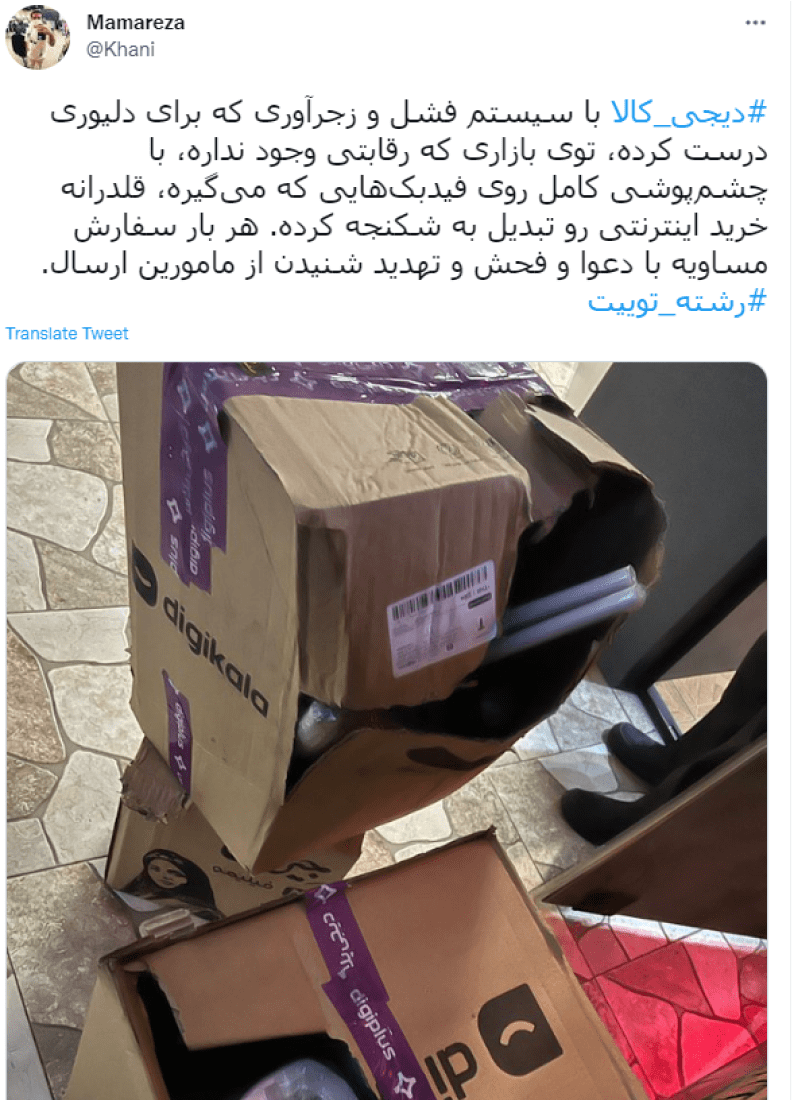 Mamareza
@Khani
#دیجی_کالا با سیستم فشل و زجرآوری که برای دلیوری
درست کرده، توی بازاری که رقابتی وجود نداره، با
چشم‌پوشی کامل روی فیدبک‌هایی که می‌گیره، قلدرانه
خرید اینترنتی رو تبدیل به شکنجه کرده. هر بار سفارش
مساویه با دعوا و فحش و تهدید شنیدن از مامورین ارسال.
#رشته_توییت
Translate Tweet
digiplus
digikala
digiplus
digiplus
di